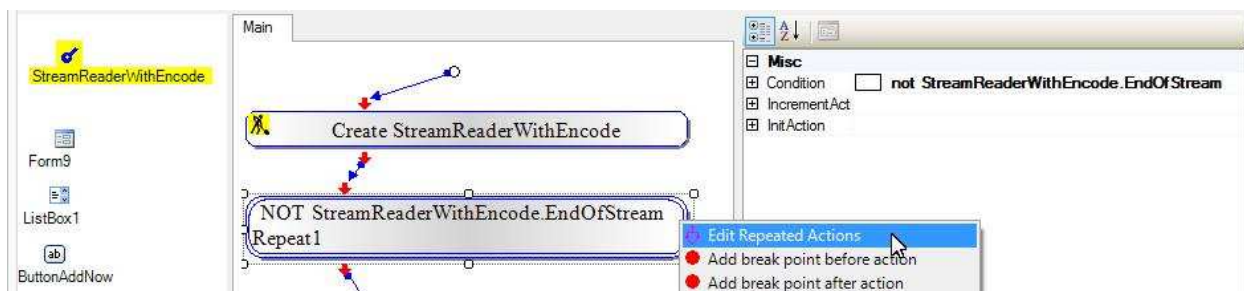 StreamReaderWithEncode
Form9
ListBox1
ab
ButtonAddNow
Main
Create StreamReaderWithEncode
NOT StreamReaderWithEncode.EndOfStream
Repeat1
Edit Repeated Actions
Add break point before action
Add break point after action
A
Z
Misc
Condition not StreamReaderWithEncode.EndOfStream
IncrementAct
InitAction